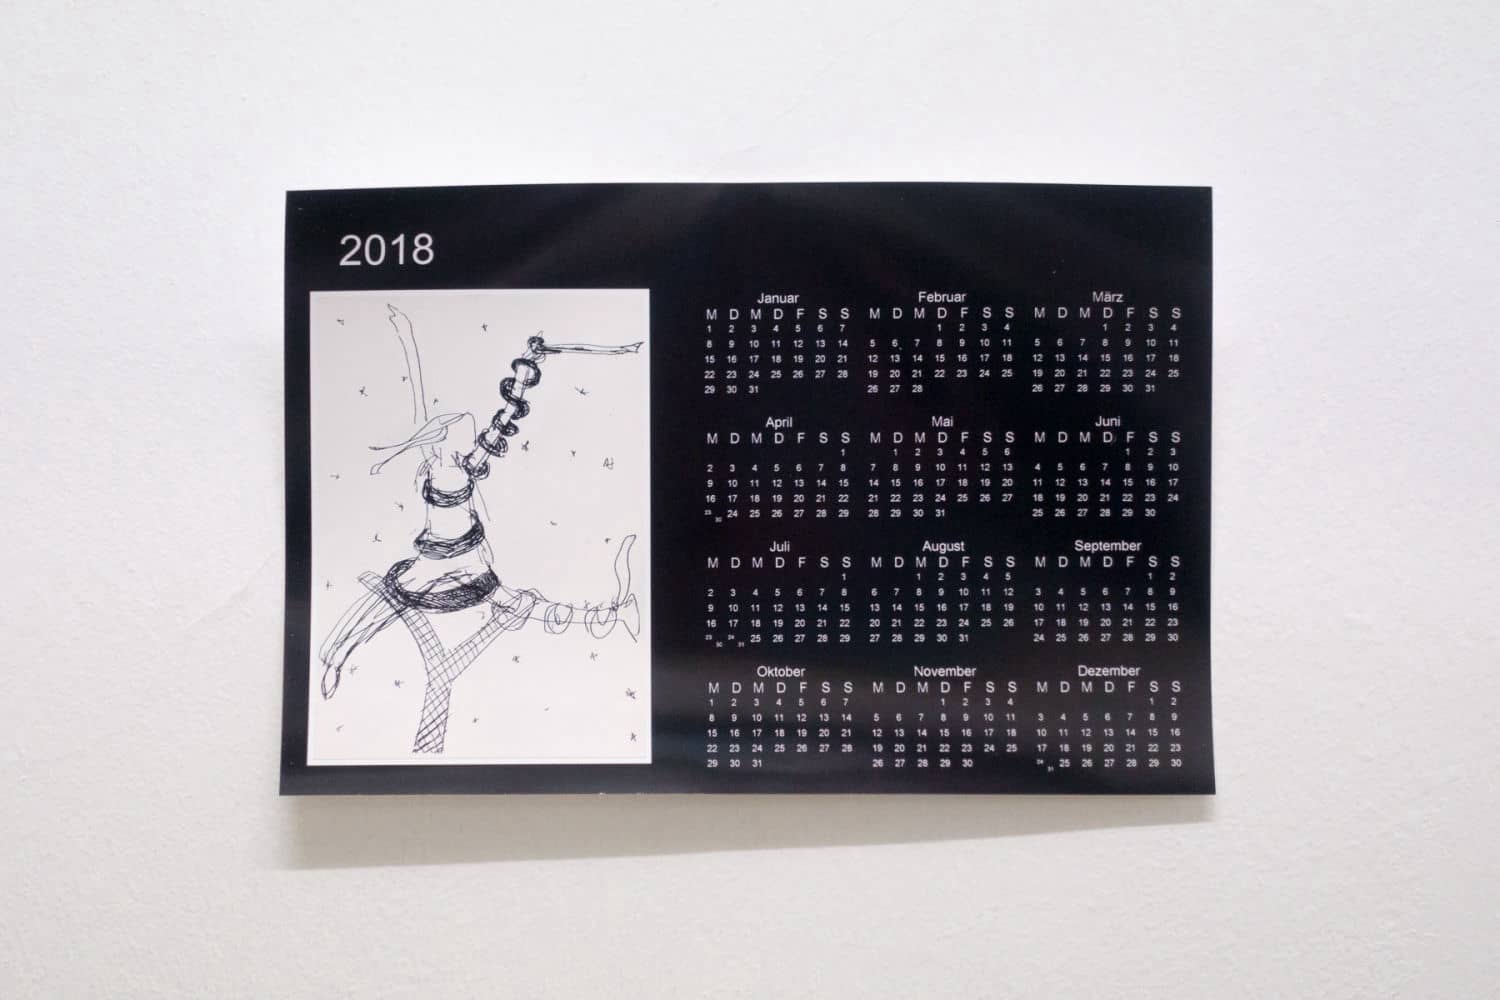 2018
Januar
M D M D F S S
1 2 3 4 5 6 7
8 9 10 11 12 13 14
15 16 17 18 19 20 21
22 23 24 25 26 27 28
29 30 31
Februar
M D M D F S S
1 2 3 4
5 6 7 8 9 10 11
12 13 14 15 16 17 18
19 20 21 22 23 24 25
26 27 28
März
M D M D F S S
1 2 3 4
5 6 7 8 9 10 11
12 13 14 15 16 17 18
19 20 21 22 23 24 25
26 27 28 29 30 31
April
M D M D F S S
1
2 3 4 5 6 7 8
9 10 11 12 13 14 15
16 17 18 19 20 21 22
23 30 24 25 26 27 28 29
Mai
M D M D F S S
1 2 3 4 5 6
7 8 9 10 11 12 13
14 15 16 17 18 19 20
21 22 23 24 25 26 27
28 29 30 31
Juni
M D M D F S S
1 2 3
4 5 6 7 8 9 10
11 12 13 14 15 16 17
18 19 20 21 22 23 24
25 26 27 28 29 30
Juli
M D M D F S S
1
2 3 4 5 6 7 8
9 10 11 12 13 14 15
16 17 18 19 20 21 22
23 30 24 31 25 26 27 28 29
August
M D M D F S S
1 2 3 4 5
6 7 8 9 10 11 12
13 14 15 16 17 18 19
20 21 22 23 24 25 26
27 28 29 30 31
September
M D M D F S S
1 2
3 4 5 6 7 8 9
10 11 12 13 14 15 16
17 18 19 20 21 22 23
24 25 26 27 28 29 30
Oktober
M D M D F S S
1 2 3 4 5 6 7
8 9 10 11 12 13 14
15 16 17 18 19 20 21
22 23 24 25 26 27 28
29 30 31
November
M D M D F S S
1 2 3 4
5 6 7 8 9 10 11
12 13 14 15 16 17 18
19 20 21 22 23 24 25
26 27 28 29 30
Dezember
M D M D F S S
1 2
3 4 5 6 7 8 9
10 11 12 13 14 15 16
17 18 19 20 21 22 23
24 31 25 26 27 28 29 30